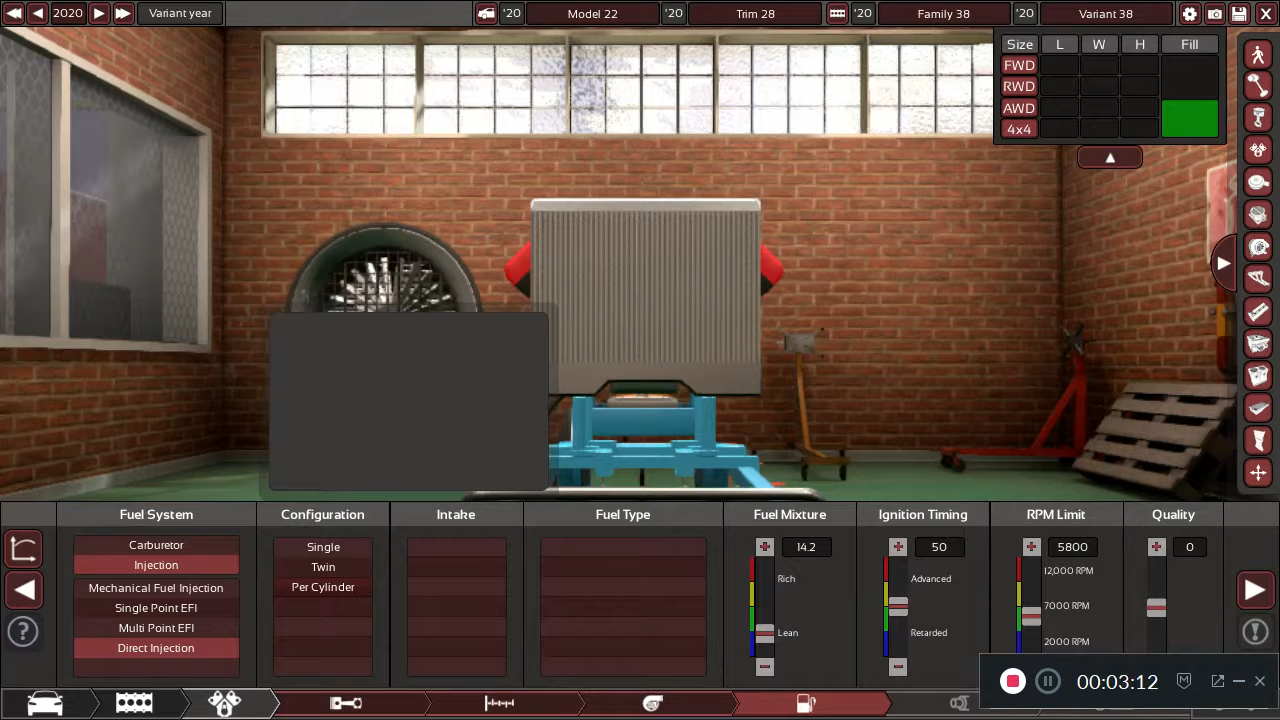 2020 Variant year '20 Model 22 '20 Trim 28 '20 Family 38 '20 Variant 38
Size L W H Fill
FWD
RWD
AWD
4x4
Fuel System Configuration Intake Fuel Type Fuel Mixture Ignition Timing RPM Limit Quality
Carburetor Single 14.2 50 5800 0
Injection Twin Rich Advanced 12,000 RPM
Mechanical Fuel Injection Per Cylinder
Single Point EFI 7000 RPM
Multi Point EFI Lean Retarded 2000 RPM
Direct Injection
?
00:03:12